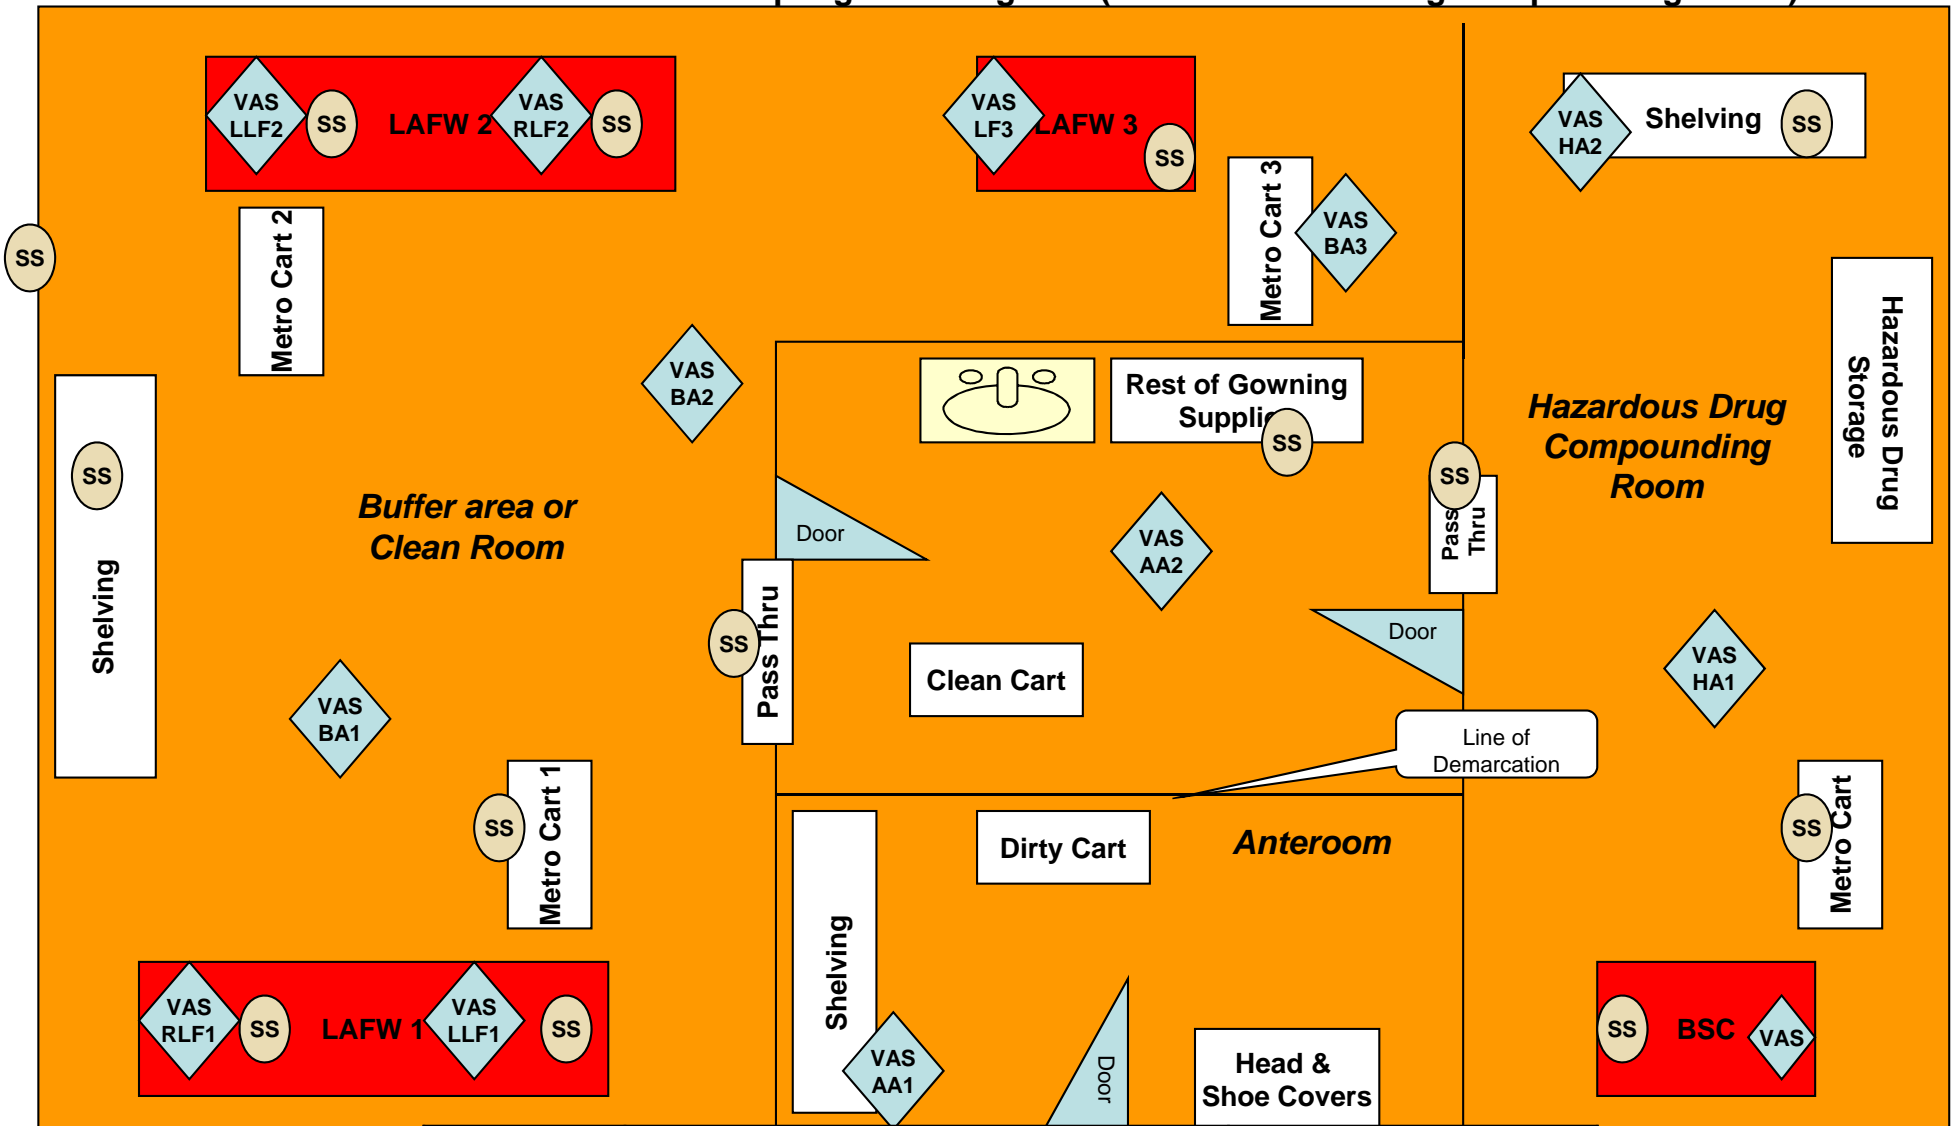 VAS
LLF2
SS
LAFW 2
VAS
RLF2
SS
VAS
LF3
LAFW 3
SS
VAS
HA2
Shelving
SS
Metro Cart 3
VAS
BA3
SS
Metro Cart 2
Hazardous Drug
Storage
VAS
BA2
Rest of Gowning
SS
Hazardous Drug
Compounding
Room
SS
Pass
Thru
Shelving
SS
Buffer area or
Clean Room
Door
VAS
AA2
Door
SS
Pass Thru
Clean Cart
VAS
HA1
VAS
BA1
Line of
Demarcation
SS
Metro Cart 1
Dirty Cart
Anteroom
SS
Metro Cart
Shelving
VAS
RLF1
SS
LAFW 1
VAS
LLF1
SS
VAS
AA1
Door
Head &
Shoe Covers
SS
BSC
VAS